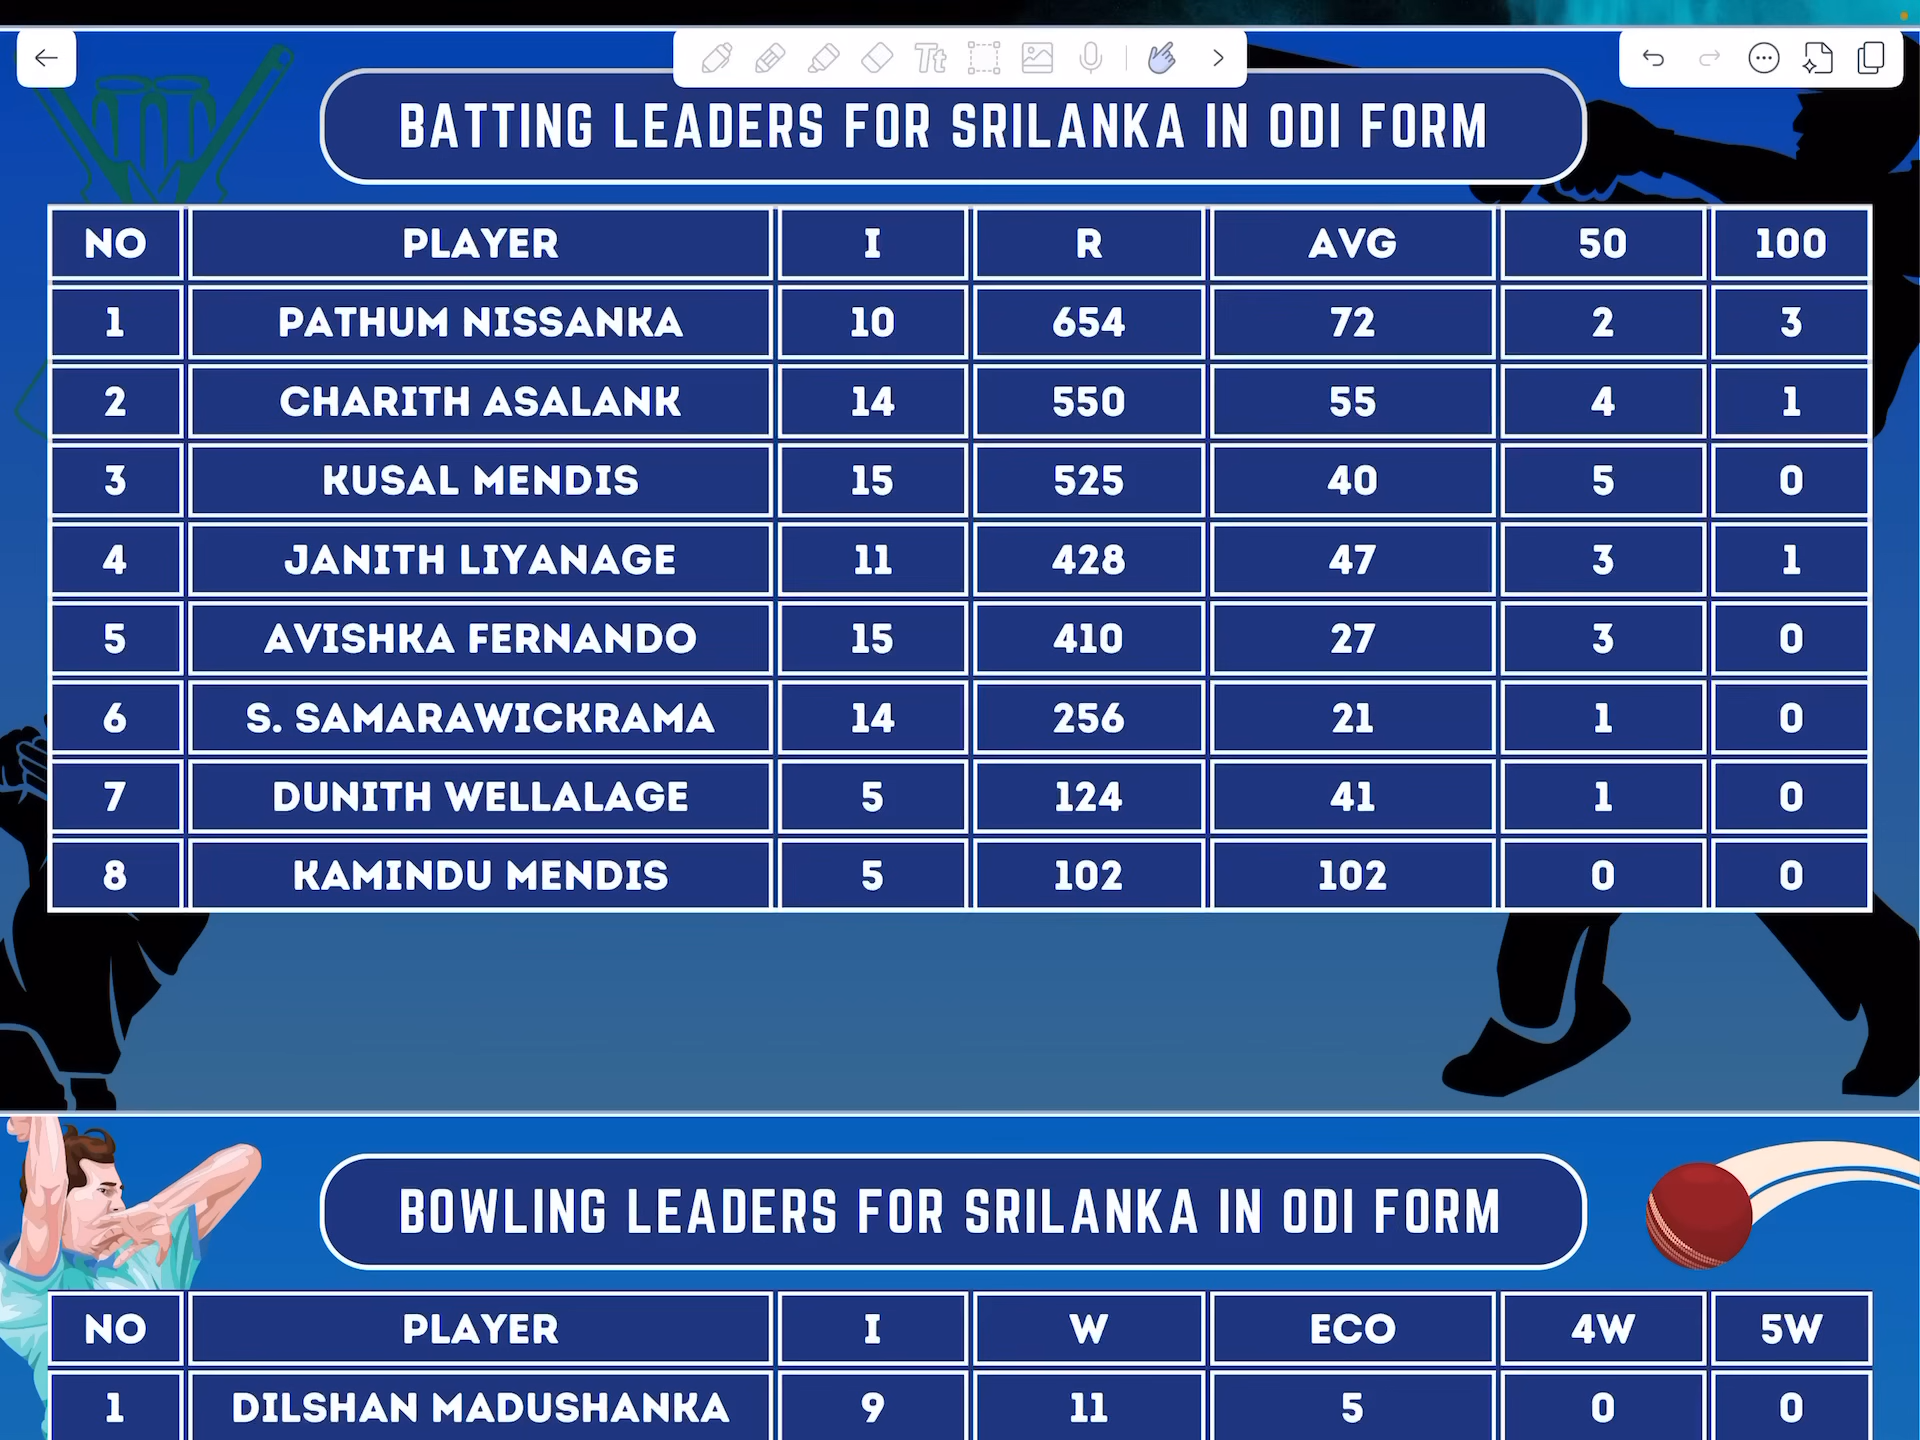 Tt
BATTING LEADERS FOR SRILANKA IN ODI FORM
NO PLAYER I R AVG 50 100
1 PATHUM NISSANKA 10 654 72 2 3
2 CHARITH ASALANK 14 550 55 4 1
3 KUSAL MENDIS 15 525 40 5 0
4 JANITH LIYANAGE 11 428 47 3 1
5 AVISHKA FERNANDO 15 410 27 3 0
6 S. SAMARAWICKRAMA 14 256 21 1 0
7 DUNITH WELLALAGE 5 124 41 1 0
8 KAMINDU MENDIS 5 102 102 0 0
BOWLING LEADERS FOR SRILANKA IN ODI FORM
NO PLAYER I W ECO 4W 5W
1 DILSHAN MADUSHANKA 9 11 5 0 0